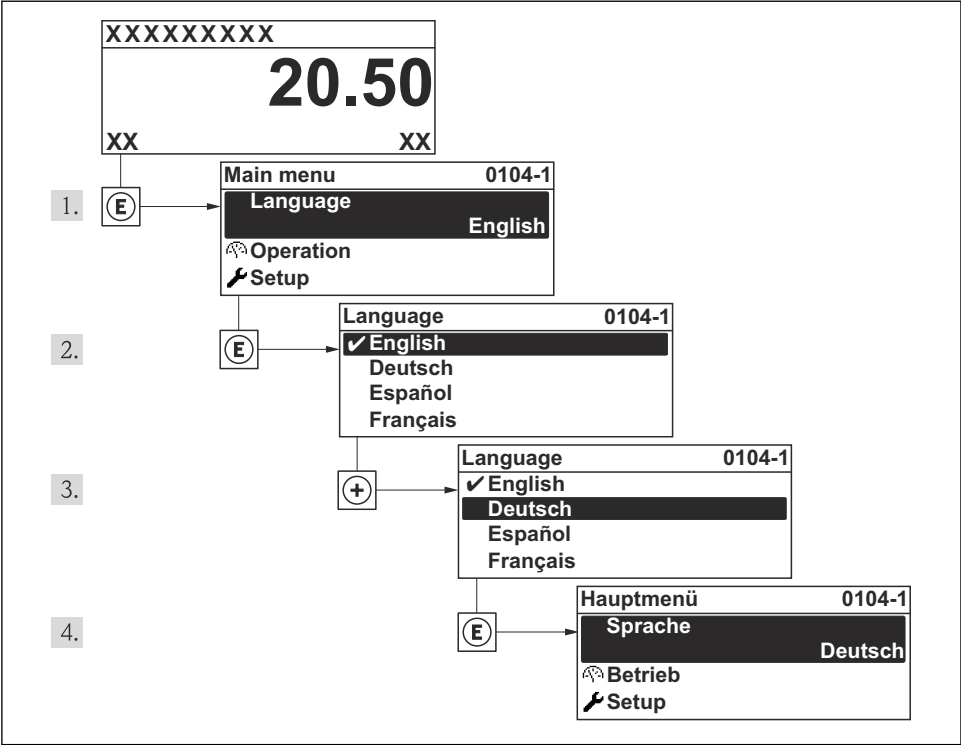 XXXXXXXXX
20.50
XX XX
1. E
Main menu 0104-1
Language
English
Operation
Setup
2. E
Language 0104-1
✔English
Deutsch
Español
Français
3. +
Language 0104-1
✔English
Deutsch
Español
Français
4. E
Hauptmenü 0104-1
Sprache
Deutsch
Betrieb
Setup